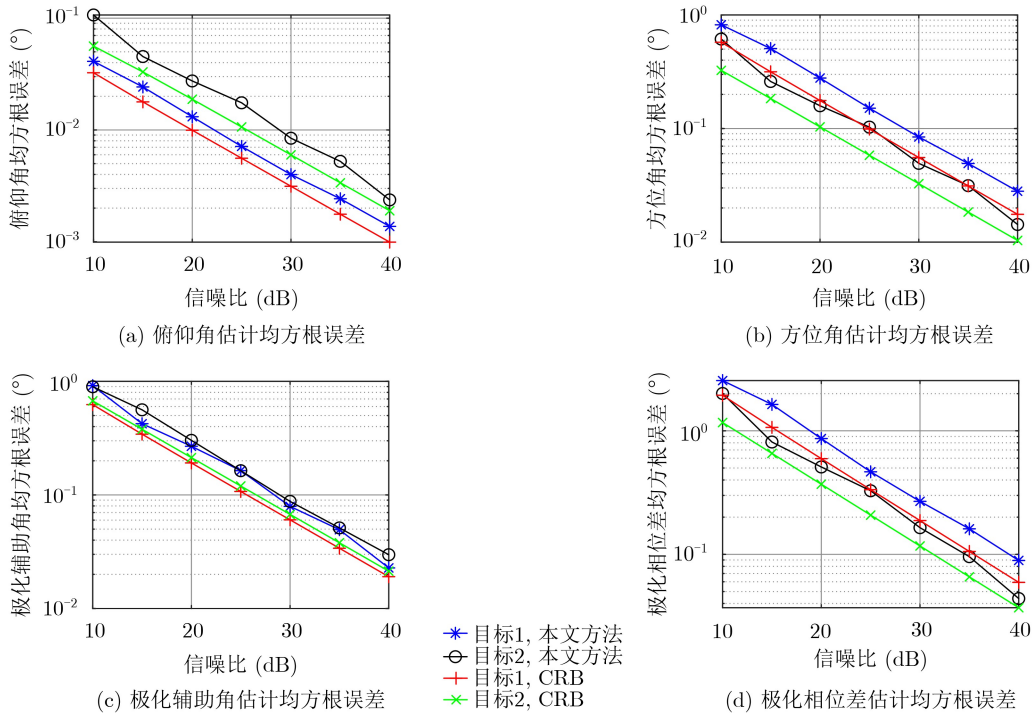 俯仰角均方根误差 (°)
10⁻¹
10⁻²
10⁻³
10 20 30 40
信噪比 (dB)
(a) 俯仰角估计均方根误差
方位角均方根误差 (°)
10⁰
10⁻¹
10⁻²
10 20 30 40
信噪比 (dB)
(b) 方位角估计均方根误差
极化辅助角均方根误差 (°)
10⁰
10⁻¹
10⁻²
10 20 30 40
信噪比 (dB)
(c) 极化辅助角估计均方根误差
目标1, 本文方法
目标2, 本文方法
目标1, CRB
目标2, CRB
极化相位差均方根误差 (°)
10⁰
10⁻¹
10 20 30 40
信噪比 (dB)
(d) 极化相位差估计均方根误差